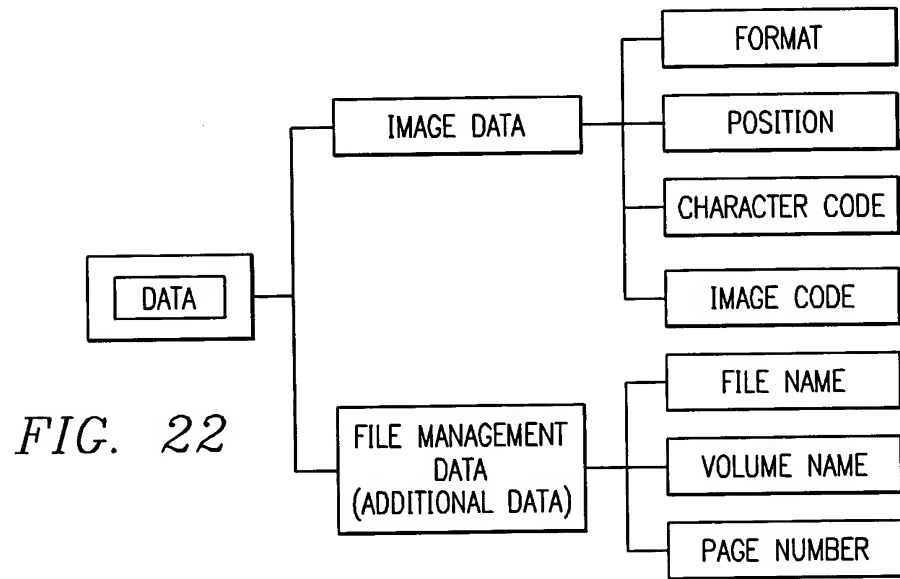 FORMAT
IMAGE DATA
POSITION
CHARACTER CODE
IMAGE CODE
DATA
FILE NAME
FIG. 22
FILE MANAGEMENT
DATA
(ADDITIONAL DATA)
VOLUME NAME
PAGE NUMBER